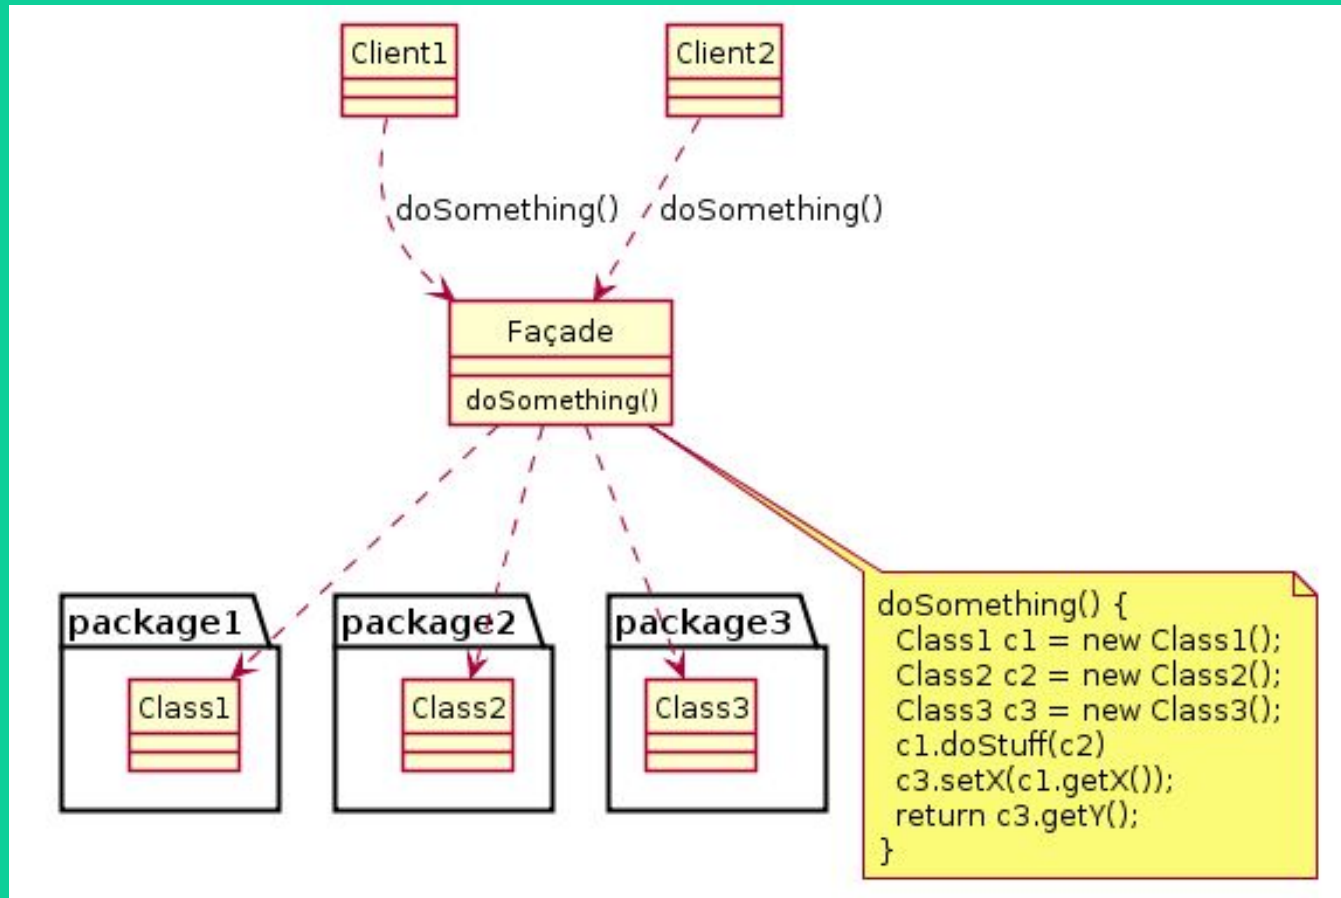 Client1
Client2
doSomething()
doSomething()
Façade
doSomething()
package1
package2
package3
Class1
Class2
Class3
doSomething() {
Class1 c1 = new Class1();
Class2 c2 = new Class2();
Class3 c3 = new Class3();
c1.doStuff(c2)
c3.setX(c1.getX());
return c3.getY();
}